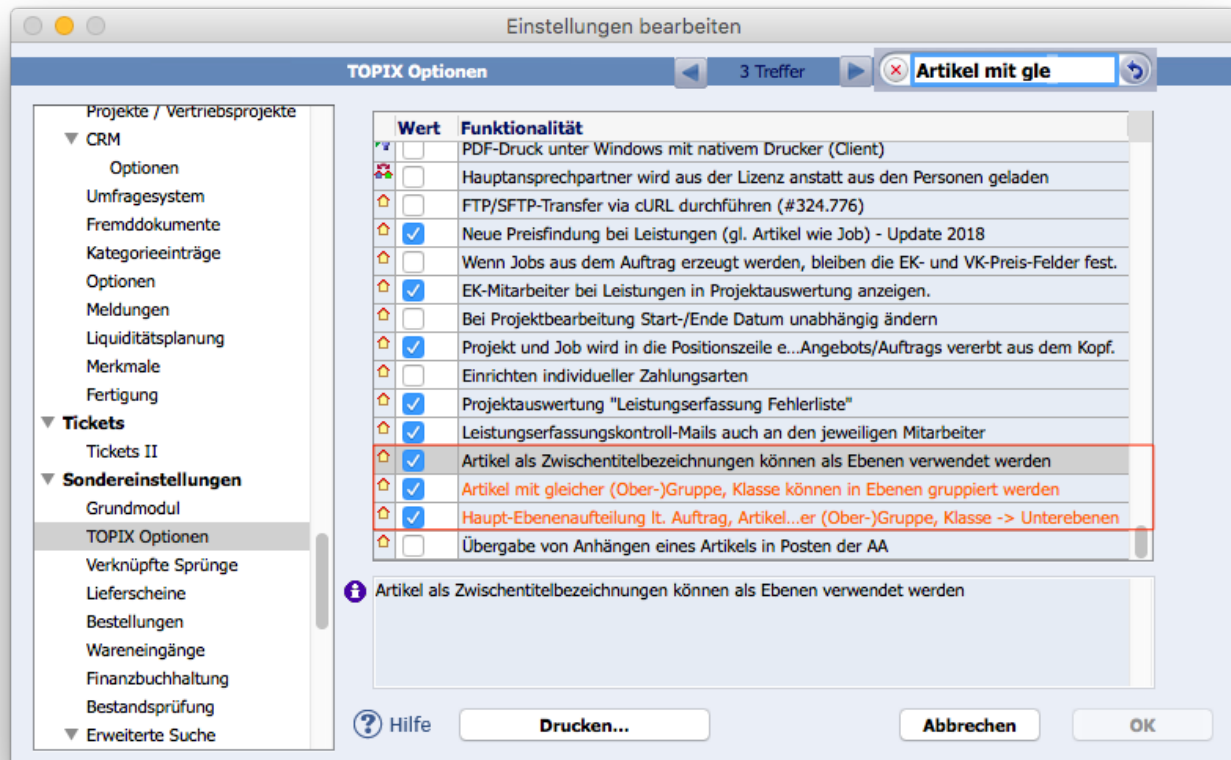 Einstellungen bearbeiten
TOPIX Optionen
3 Treffer
Artikel mit gle
Projekte / Vertriebsprojekte
CRM
Optionen
Umfragesystem
Fremddokumente
Kategorieeinträge
Optionen
Meldungen
Liquiditätsplanung
Merkmale
Fertigung
Tickets
Tickets II
Sondereinstellungen
Grundmodul
TOPIX Optionen
Verknüpfte Sprünge
Lieferscheine
Bestellungen
Wareneingänge
Finanzbuchhaltung
Bestandsprüfung
Erweiterte Suche
Wert Funktionalität
PDF-Druck unter Windows mit nativem Drucker (Client)
Hauptansprechpartner wird aus der Lizenz anstatt aus den Personen geladen
FTP/SFTP-Transfer via cURL durchführen (#324.776)
Neue Preisfindung bei Leistungen (gl. Artikel wie Job) - Update 2018
Wenn Jobs aus dem Auftrag erzeugt werden, bleiben die EK- und VK-Preis-Felder fest.
EK-Mitarbeiter bei Leistungen in Projektauswertung anzeigen.
Bei Projektbearbeitung Start-/Ende Datum unabhängig ändern
Projekt und Job wird in die Positionszeile e...Angebots/Auftrags vererbt aus dem Kopf.
Einrichten individueller Zahlungsarten
Projektauswertung "Leistungserfassung Fehlerliste"
Leistungserfassungskontroll-Mails auch an den jeweiligen Mitarbeiter
Artikel als Zwischentitelbezeichnungen können als Ebenen verwendet werden
Artikel mit gleicher (Ober-)Gruppe, Klasse können in Ebenen gruppiert werden
Haupt-Ebenenaufteilung lt. Auftrag, Artikel...er (Ober-)Gruppe, Klasse -> Unterebenen
Übergabe von Anhängen eines Artikels in Posten der AA
Artikel als Zwischentitelbezeichnungen können als Ebenen verwendet werden
? Hilfe
Drucken...
Abbrechen
OK